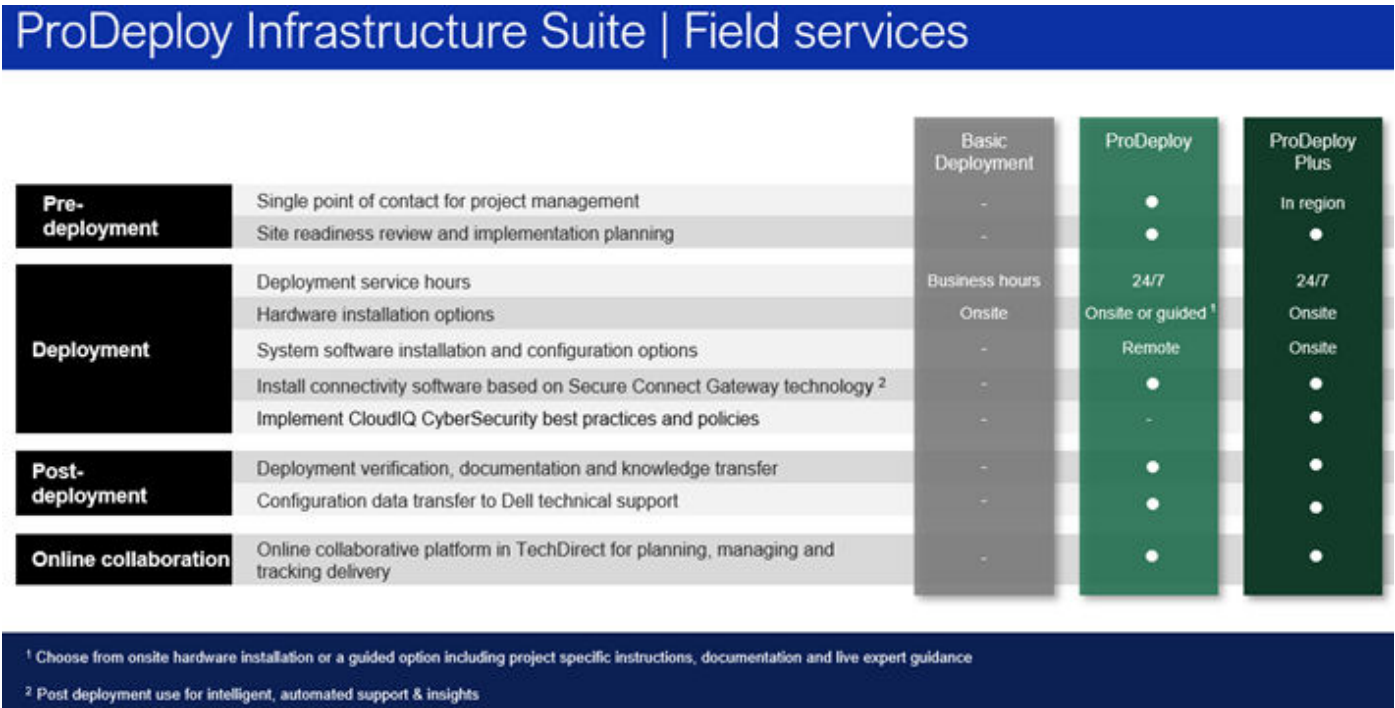 ProDeploy Infrastructure Suite | Field services
Basic Deployment ProDeploy ProDeploy Plus
Pre-deployment
Single point of contact for project management - ● In region
Site readiness review and implementation planning - ● ●
Deployment
Deployment service hours Business hours 24/7 24/7
Hardware installation options Onsite Onsite or guided ¹ Onsite
System software installation and configuration options - Remote Onsite
Install connectivity software based on Secure Connect Gateway technology ² - ● ●
Implement CloudIQ CyberSecurity best practices and policies - - ●
Post-deployment
Deployment verification, documentation and knowledge transfer - ● ●
Configuration data transfer to Dell technical support - ● ●
Online collaboration
Online collaborative platform in TechDirect for planning, managing and
tracking delivery - ● ●
¹ Choose from onsite hardware installation or a guided option including project specific instructions, documentation and live expert guidance
² Post deployment use for intelligent, automated support & insights